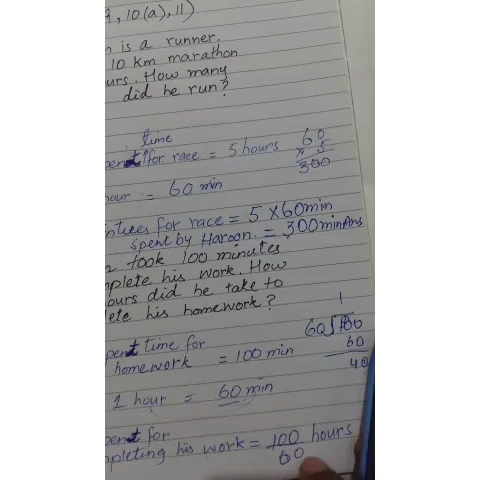 , 10(a), 11)
is a runner.
10 Km marathon
urs. How many
did he run?
time
for race = 5 hours
60
x 5
300
our = 60 min
for race = 5 X 60 min
spent by Haroon. = 300 min Ans
took 100 minutes
plete his work. How
ours did he take to
ete his homework?
pent time for
homework = 100 min
1
60 100
60
40
1 hour = 60 min
pent for
pleting his work = 100 hours
60